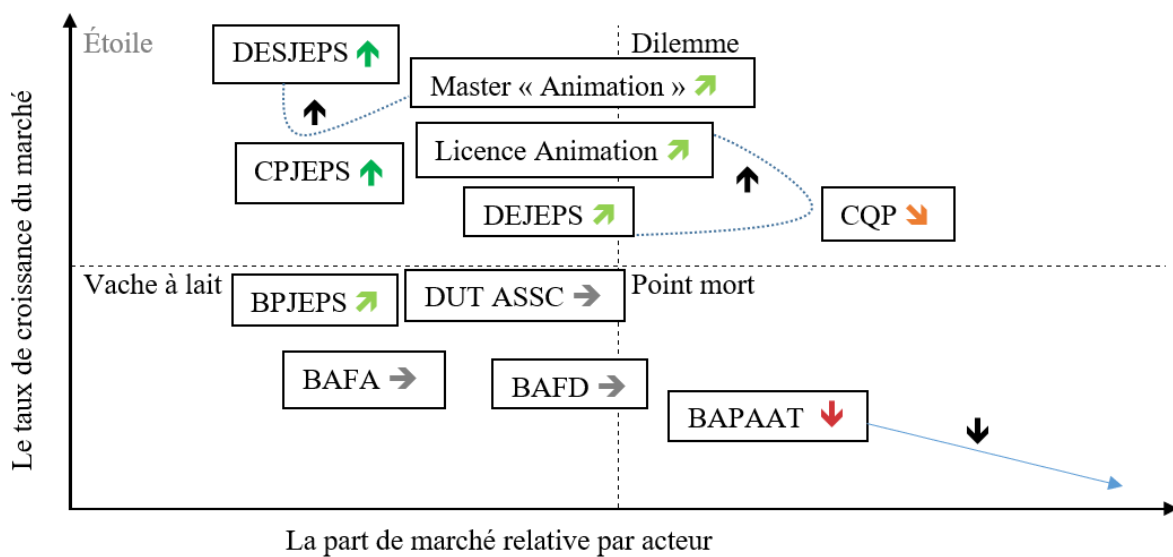 Étoile
Dilemme
DESJEPS
Master « Animation »
Licence Animation
CPJEPS
DEJEPS
CQP
Vache à lait
Point mort
BPJEPS
DUT ASSC
BAFA
BAFD
BAPAAT
Le taux de croissance du marché
La part de marché relative par acteur